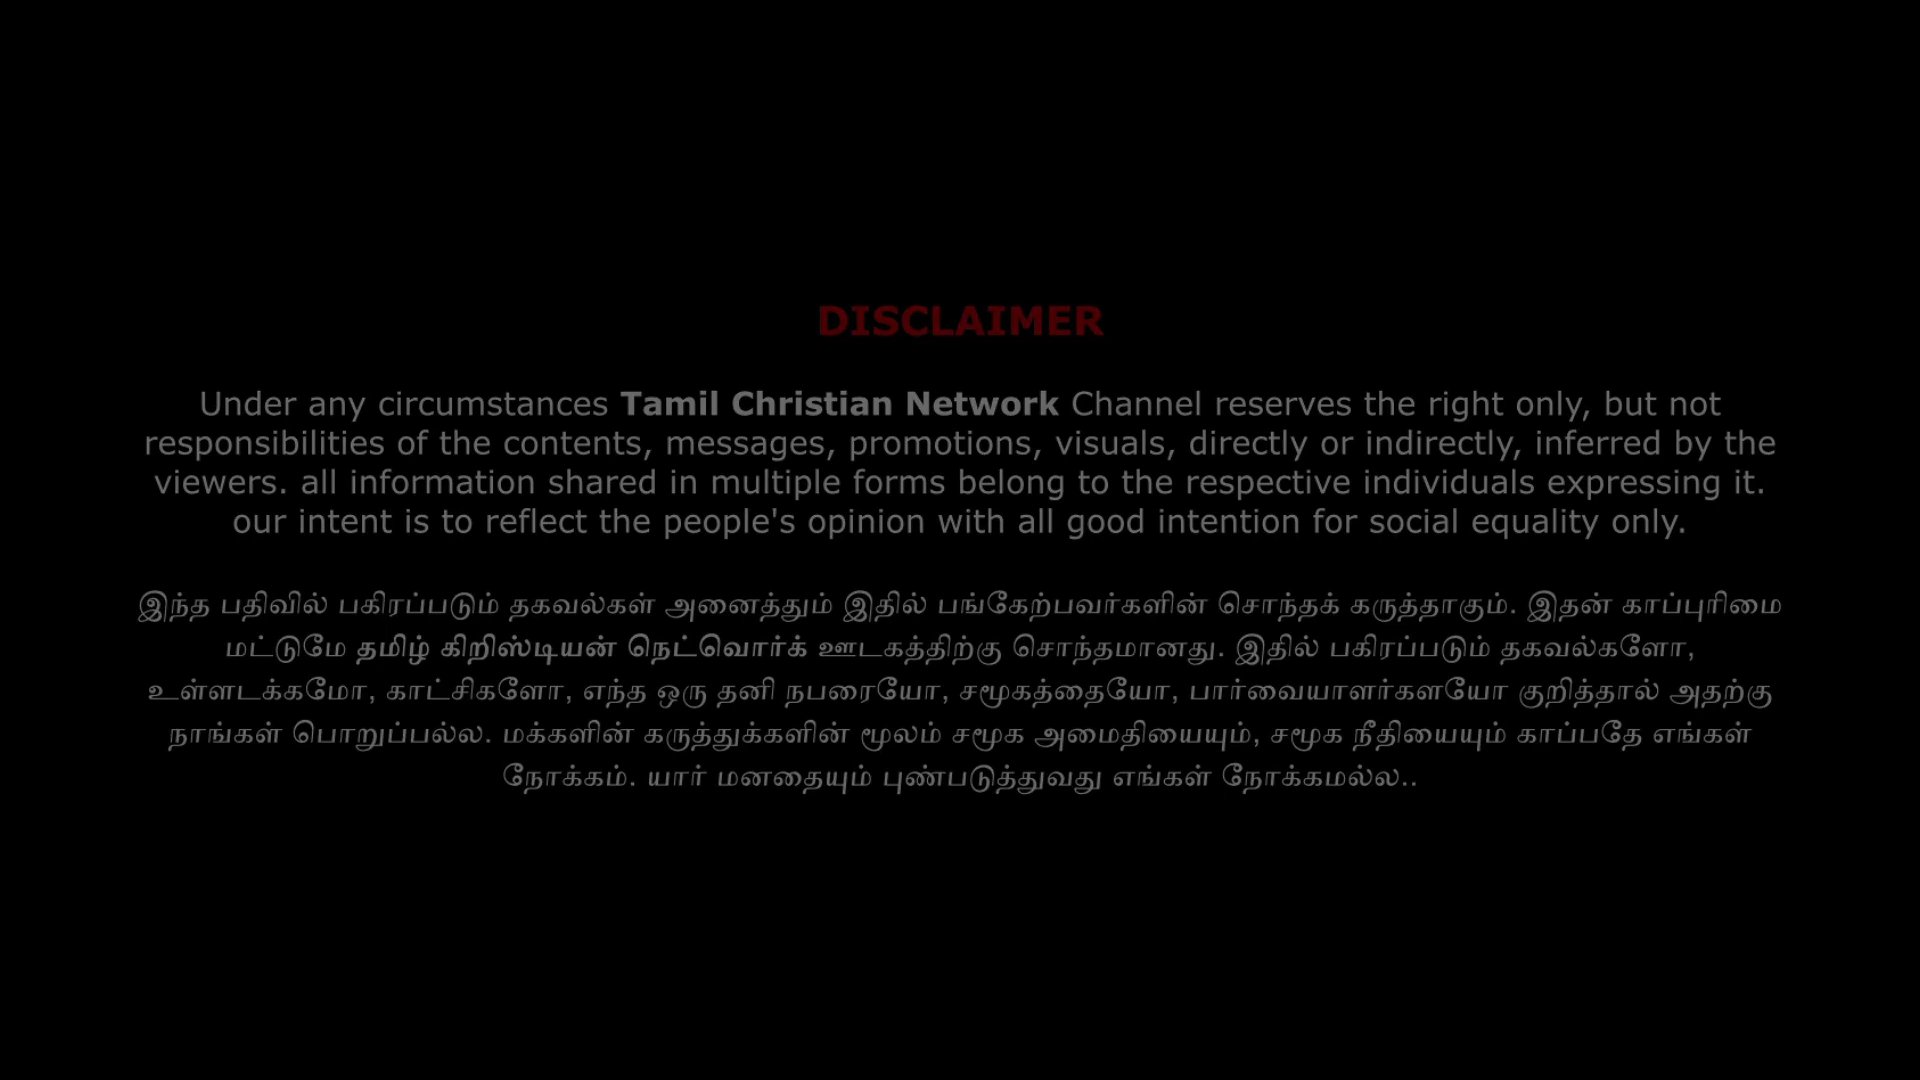 DISCLAIMER
Under any circumstances Tamil Christian Network Channel reserves the right only, but not
responsibilities of the contents, messages, promotions, visuals, directly or indirectly, inferred by the
viewers. all information shared in multiple forms belong to the respective individuals expressing it.
our intent is to reflect the people's opinion with all good intention for social equality only.
இந்த பதிவில் பகிரப்படும் தகவல்கள் அனைத்தும் இதில் பங்கேற்பவர்களின் சொந்தக் கருத்தாகும். இதன் காப்புரிமை
மட்டுமே தமிழ் கிறிஸ்டியன் நெட்வொர்க் ஊடகத்திற்கு சொந்தமானது. இதில் பகிரப்படும் தகவல்களோ,
உள்ளடக்கமோ, காட்சிகளோ, எந்த ஒரு தனி நபரையோ, சமூகத்தையோ, பார்வையாளர்களயோ குறித்தால் அதற்கு
நாங்கள் பொறுப்பல்ல. மக்களின் கருத்துக்களின் மூலம் சமூக அமைதியையும், சமூக நீதியையும் காப்பதே எங்கள்
நோக்கம். யார் மனதையும் புண்படுத்துவது எங்கள் நோக்கமல்ல..